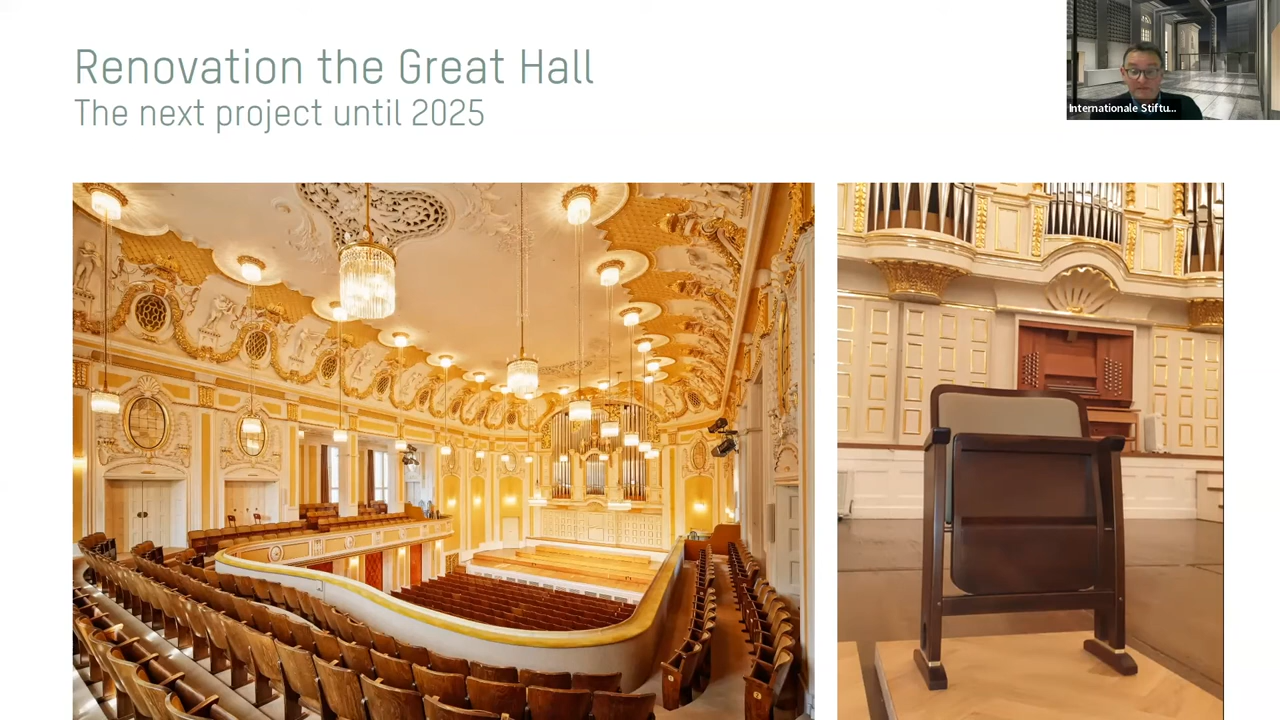 Renovation the Great Hall
The next project until 2025
Internationale Stiftu...